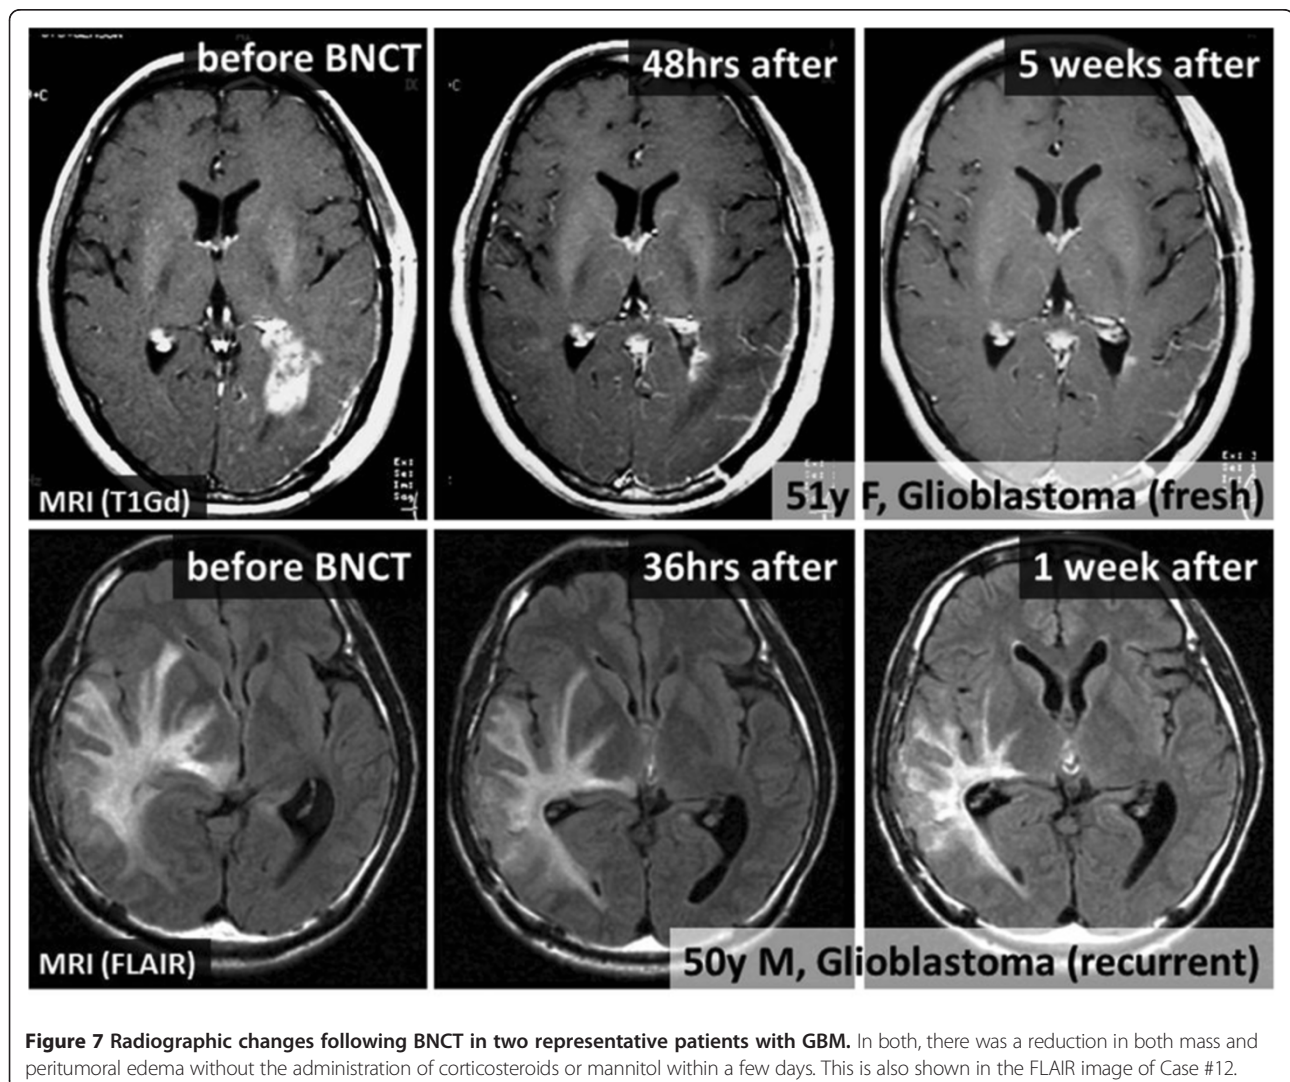 before BNCT
48hrs after
5 weeks after
+C
+C
MRI (T1Gd)
51y F, Glioblastoma (fresh)
before BNCT
36hrs after
1 week after
MRI (FLAIR)
50y M, Glioblastoma (recurrent)
Figure 7 Radiographic changes following BNCT in two representative patients with GBM. In both, there was a reduction in both mass and
peritumoral edema without the administration of corticosteroids or mannitol within a few days. This is also shown in the FLAIR image of Case #12.